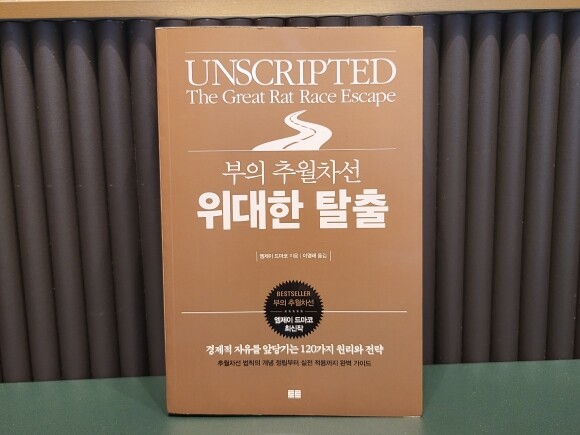 UNSCRIPTED
The Great Rat Race Escape
부의 추월차선
위대한 탈출
엠제이 드마코 지음 | 이영래 옮김
BESTSELLER
부의 추월차선
★★★★★
엠제이 드마코
최신작
경제적 자유를 앞당기는 120가지 원리와 전략
추월차선 법칙의 개념 정립부터 실전 적용까지 완벽 가이드
토트